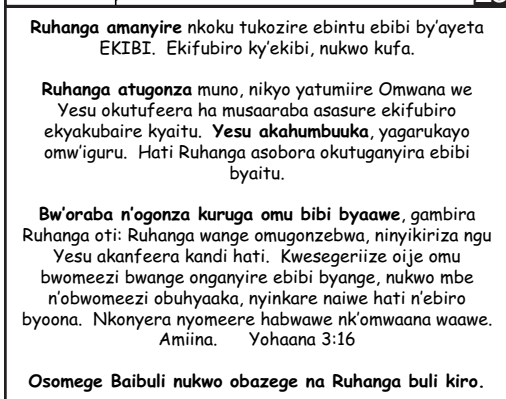 Ruhanga amanyire nkoku tukozire ebintu ebibi by'ayeta
EKIBI. Ekifubiro ky'ekibi, nukwo kufa.
Ruhanga atugonza muno, nikyo yatumiire Omwana we
Yesu okutufeera ha musaaraba asasure ekifubiro
ekyakubaire kyaitu. Yesu akahumbuuka, yagarukayo
omw'iguru. Hati Ruhanga asobora okutuganyira ebibi
byaitu.
Bw'oraba n'ogonza kuruga omu bibi byaawe, gambira
Ruhanga oti: Ruhanga wange omugonzebwa, ninyikiriza ngu
Yesu akanfeera kandi hati. Kwesegeriize oije omu
bwomeezi bwange onganyire ebibi byange, nukwo mbe
n'obwomeezi obuhyaaka, nyinkare naiwe hati n'ebiro
byoona. Nkonyera nyomeere habwawe nk'omwaana waawe.
Amiina. Yohaana 3:16
Osomege Baibuli nukwo obazege na Ruhanga buli kiro.